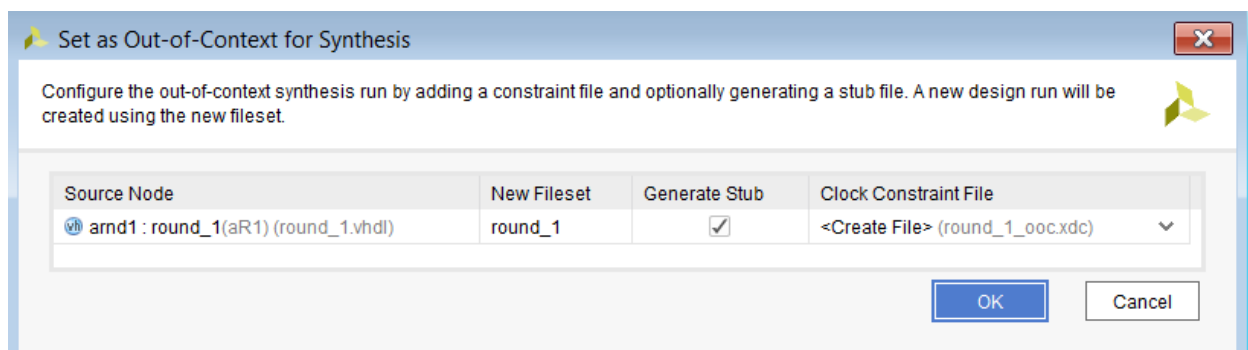 Set as Out-of-Context for Synthesis
Configure the out-of-context synthesis run by adding a constraint file and optionally generating a stub file. A new design run will be
created using the new fileset.
Source Node New Fileset Generate Stub Clock Constraint File
vh arnd1 : round_1(aR1) (round_1.vhdl) round_1 <Create File> (round_1_ooc.xdc)
OK Cancel